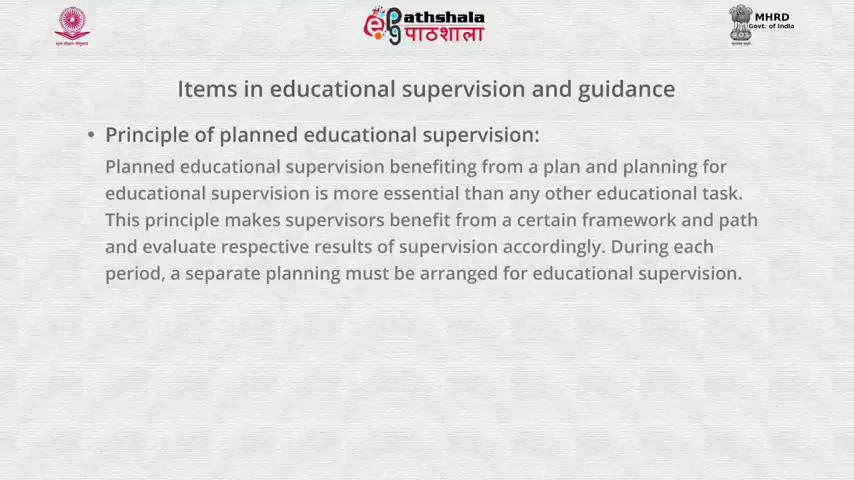 ePG Pathshala
पाठशाला
MHRD
Govt. of India
Items in educational supervision and guidance
• Principle of planned educational supervision:
Planned educational supervision benefiting from a plan and planning for
educational supervision is more essential than any other educational task.
This principle makes supervisors benefit from a certain framework and path
and evaluate respective results of supervision accordingly. During each
period, a separate planning must be arranged for educational supervision.